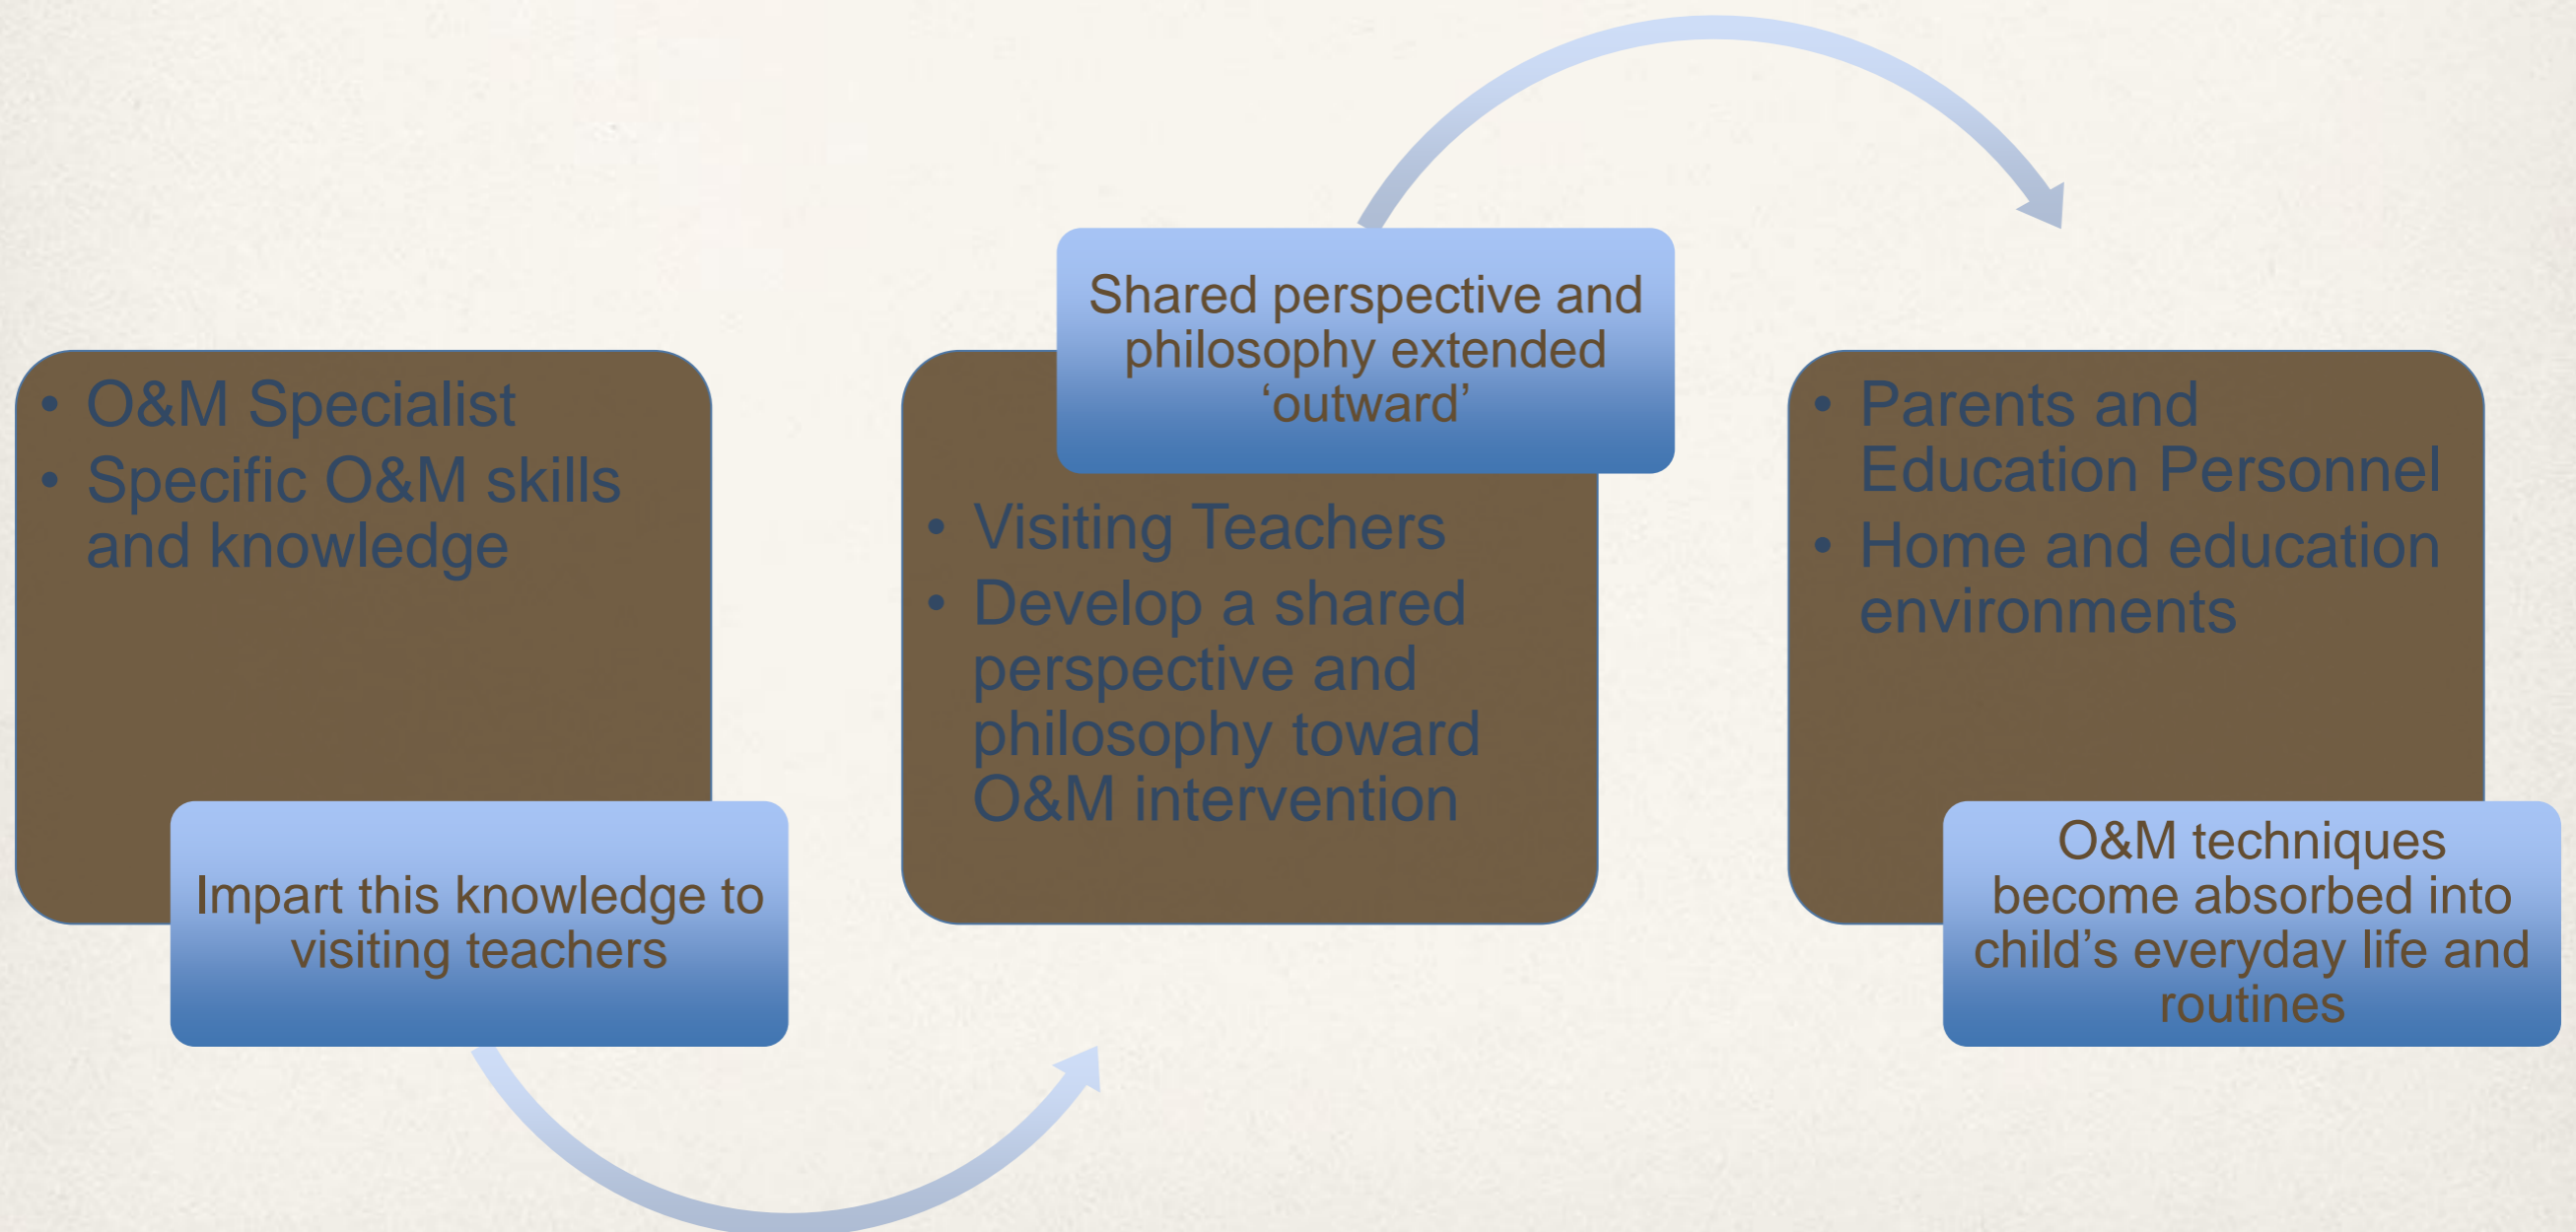 • O&M Specialist
• Specific O&M skills
and knowledge
Impart this knowledge to
visiting teachers
Shared perspective and
philosophy extended
‘outward’
• Visiting Teachers
• Develop a shared
perspective and
philosophy toward
O&M intervention
• Parents and
Education Personnel
• Home and education
environments
O&M techniques
become absorbed into
child’s everyday life and
routines